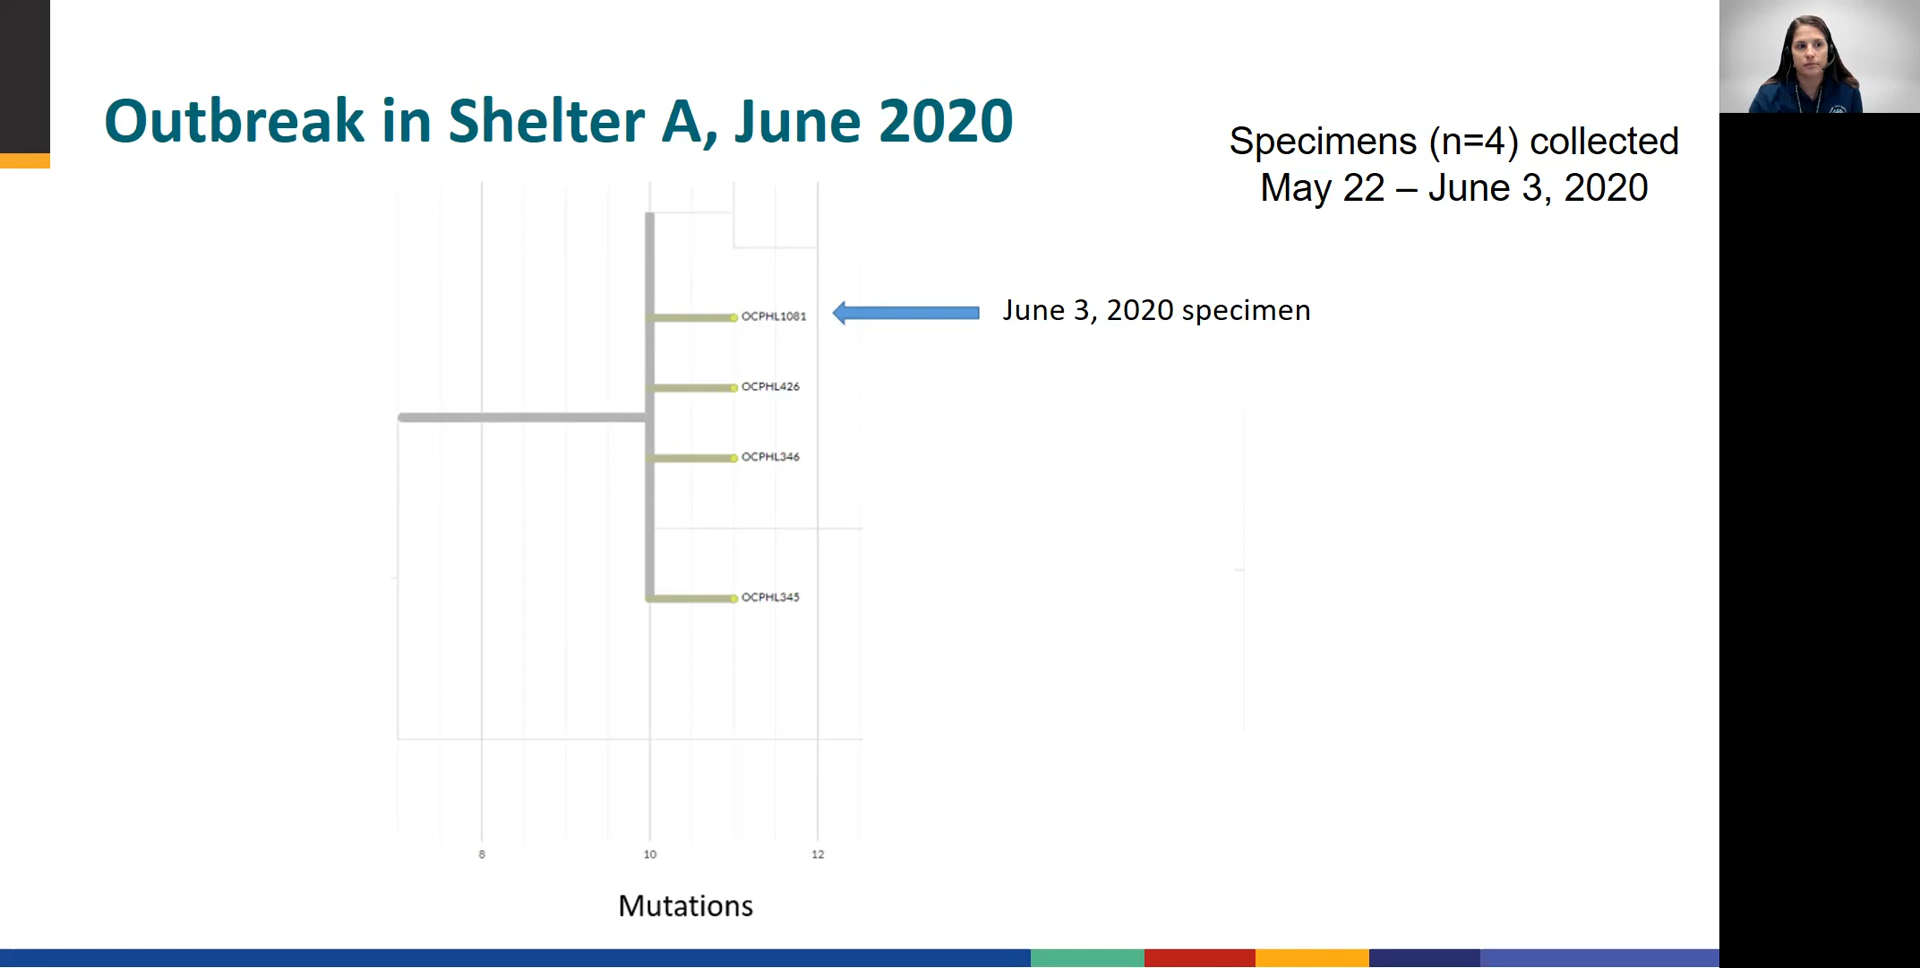 Outbreak in Shelter A, June 2020
Specimens (n=4) collected
May 22 – June 3, 2020
OCPHL1081
June 3, 2020 specimen
OCPHL426
OCPHL346
OCPHL345
8 10 12
Mutations